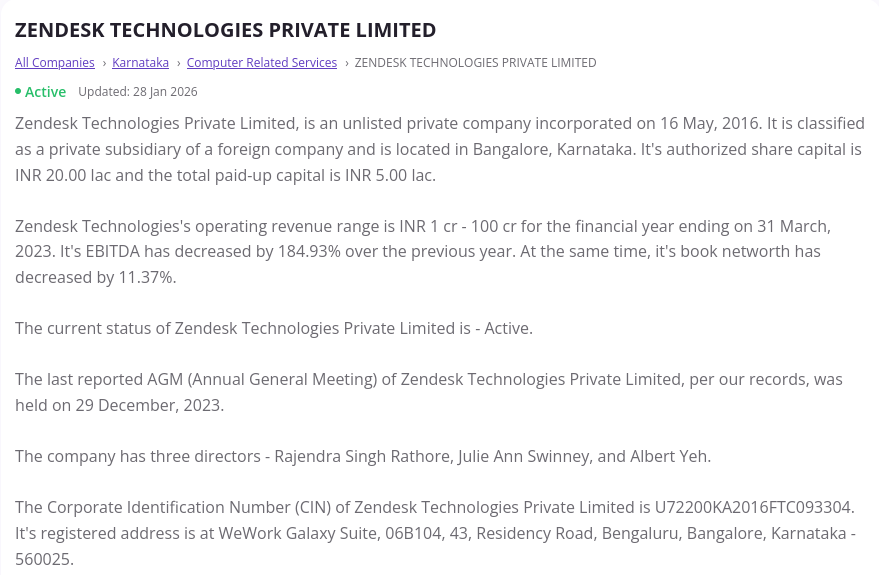 ZENDESK TECHNOLOGIES PRIVATE LIMITED
All Companies › Karnataka › Computer Related Services › ZENDESK TECHNOLOGIES PRIVATE LIMITED
Active Updated: 28 Jan 2026
Zendesk Technologies Private Limited, is an unlisted private company incorporated on 16 May, 2016. It is classified
as a private subsidiary of a foreign company and is located in Bangalore, Karnataka. It's authorized share capital is
INR 20.00 lac and the total paid-up capital is INR 5.00 lac.
Zendesk Technologies's operating revenue range is INR 1 cr - 100 cr for the financial year ending on 31 March,
2023. It's EBITDA has decreased by 184.93% over the previous year. At the same time, it's book networth has
decreased by 11.37%.
The current status of Zendesk Technologies Private Limited is - Active.
The last reported AGM (Annual General Meeting) of Zendesk Technologies Private Limited, per our records, was
held on 29 December, 2023.
The company has three directors - Rajendra Singh Rathore, Julie Ann Swinney, and Albert Yeh.
The Corporate Identification Number (CIN) of Zendesk Technologies Private Limited is U72200KA2016FTC093304.
It's registered address is at WeWork Galaxy Suite, 06B104, 43, Residency Road, Bengaluru, Bangalore, Karnataka -
560025.